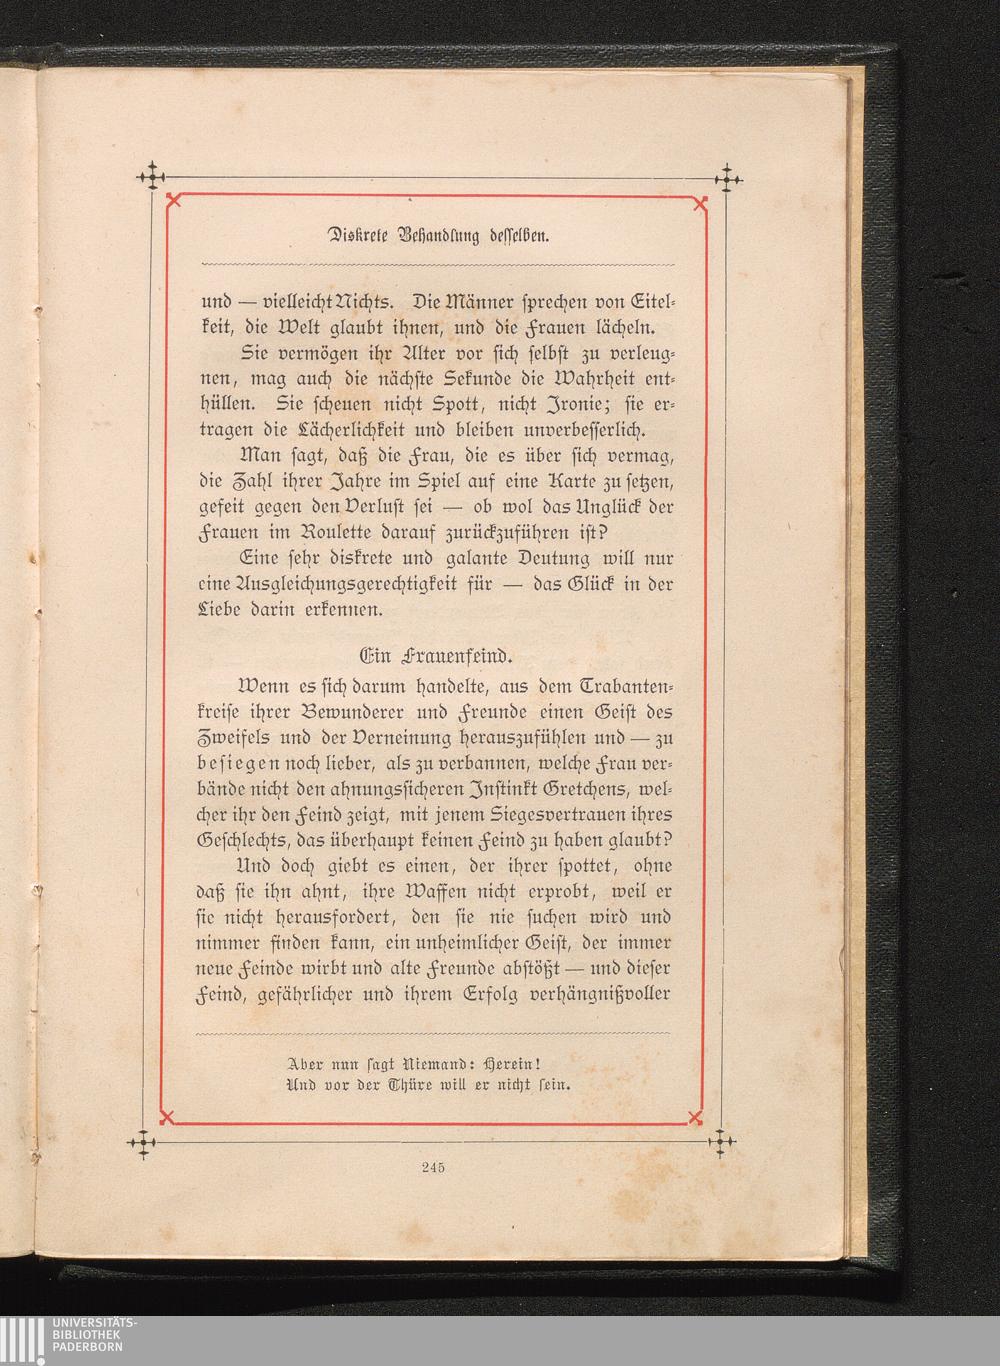 Diskrete Behandlung desselben.
und — vielleicht Nichts. Die Männer sprechen von Eitel-
keit, die Welt glaubt ihnen, und die Frauen lächeln.
Sie vermögen ihr Alter vor sich selbst zu verleug-
nen, mag auch die nächste Sekunde die Wahrheit ent-
hüllen. Sie scheuen nicht Spott, nicht Ironie; sie er-
tragen die Lächerlichkeit und bleiben unverbesserlich.
Man sagt, daß die Frau, die es über sich vermag,
die Zahl ihrer Jahre im Spiel auf eine Karte zu setzen,
gefeit gegen den Verlust sei — ob wol das Unglück der
Frauen im Roulette darauf zurückzuführen ist?
Eine sehr diskrete und galante Deutung will nur
eine Ausgleichungsgerechtigkeit für — das Glück in der
Liebe darin erkennen.
Ein Frauenfeind.
Wenn es sich darum handelte, aus dem Trabanten-
kreise ihrer Bewunderer und Freunde einen Geist des
Zweifels und der Verneinung herauszufühlen und — zu
besiegen noch lieber, als zu verbannen, welche Frau ver-
bände nicht den ahnungssicheren Instinkt Gretchens, wel-
cher ihr den Feind zeigt, mit jenem Siegesvertrauen ihres
Geschlechts, das überhaupt keinen Feind zu haben glaubt?
Und doch giebt es einen, der ihrer spottet, ohne
daß sie ihn ahnt, ihre Waffen nicht erprobt, weil er
sie nicht herausfordert, den sie nie suchen wird und
nimmer finden kann, ein unheimlicher Geist, der immer
neue Feinde wirbt und alte Freunde abstößt — und dieser
Feind, gefährlicher und ihrem Erfolg verhängnißvoller
Aber nun sagt Niemand: Herein!
Und vor der Thüre will er nicht sein.
245
UNIVERSITÄTS-
BIBLIOTHEK
PADERBORN